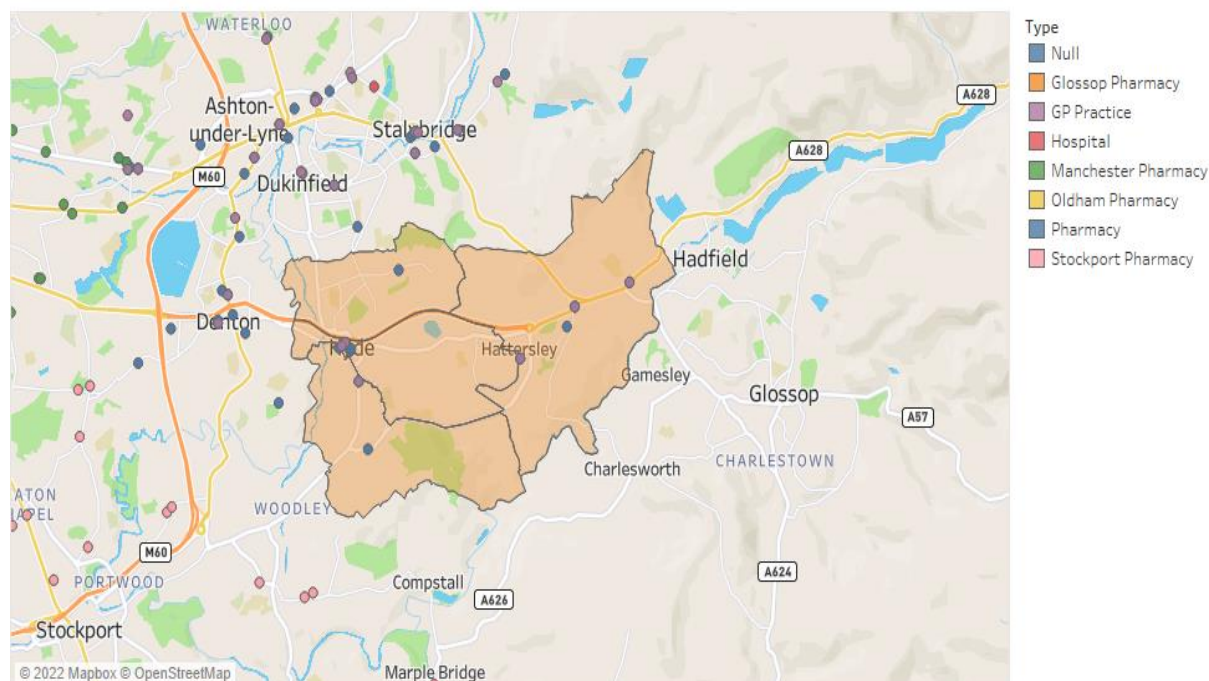 WATERLOO
Type
Null
Glossop Pharmacy
GP Practice
Hospital
Manchester Pharmacy
Oldham Pharmacy
Pharmacy
Stockport Pharmacy
A628
Ashton-
under-Lyne
Stalybridge
A628
M60
Dukinfield
Hadfield
Denton
Hyde
Hattersley
Gamesley
Glossop
A57
Charlesworth
CHARLESTOWN
WOODLEY
M60
PORTWOOD
Compstall
A624
A626
Stockport
Marple Bridge
© 2022 Mapbox © OpenStreetMap